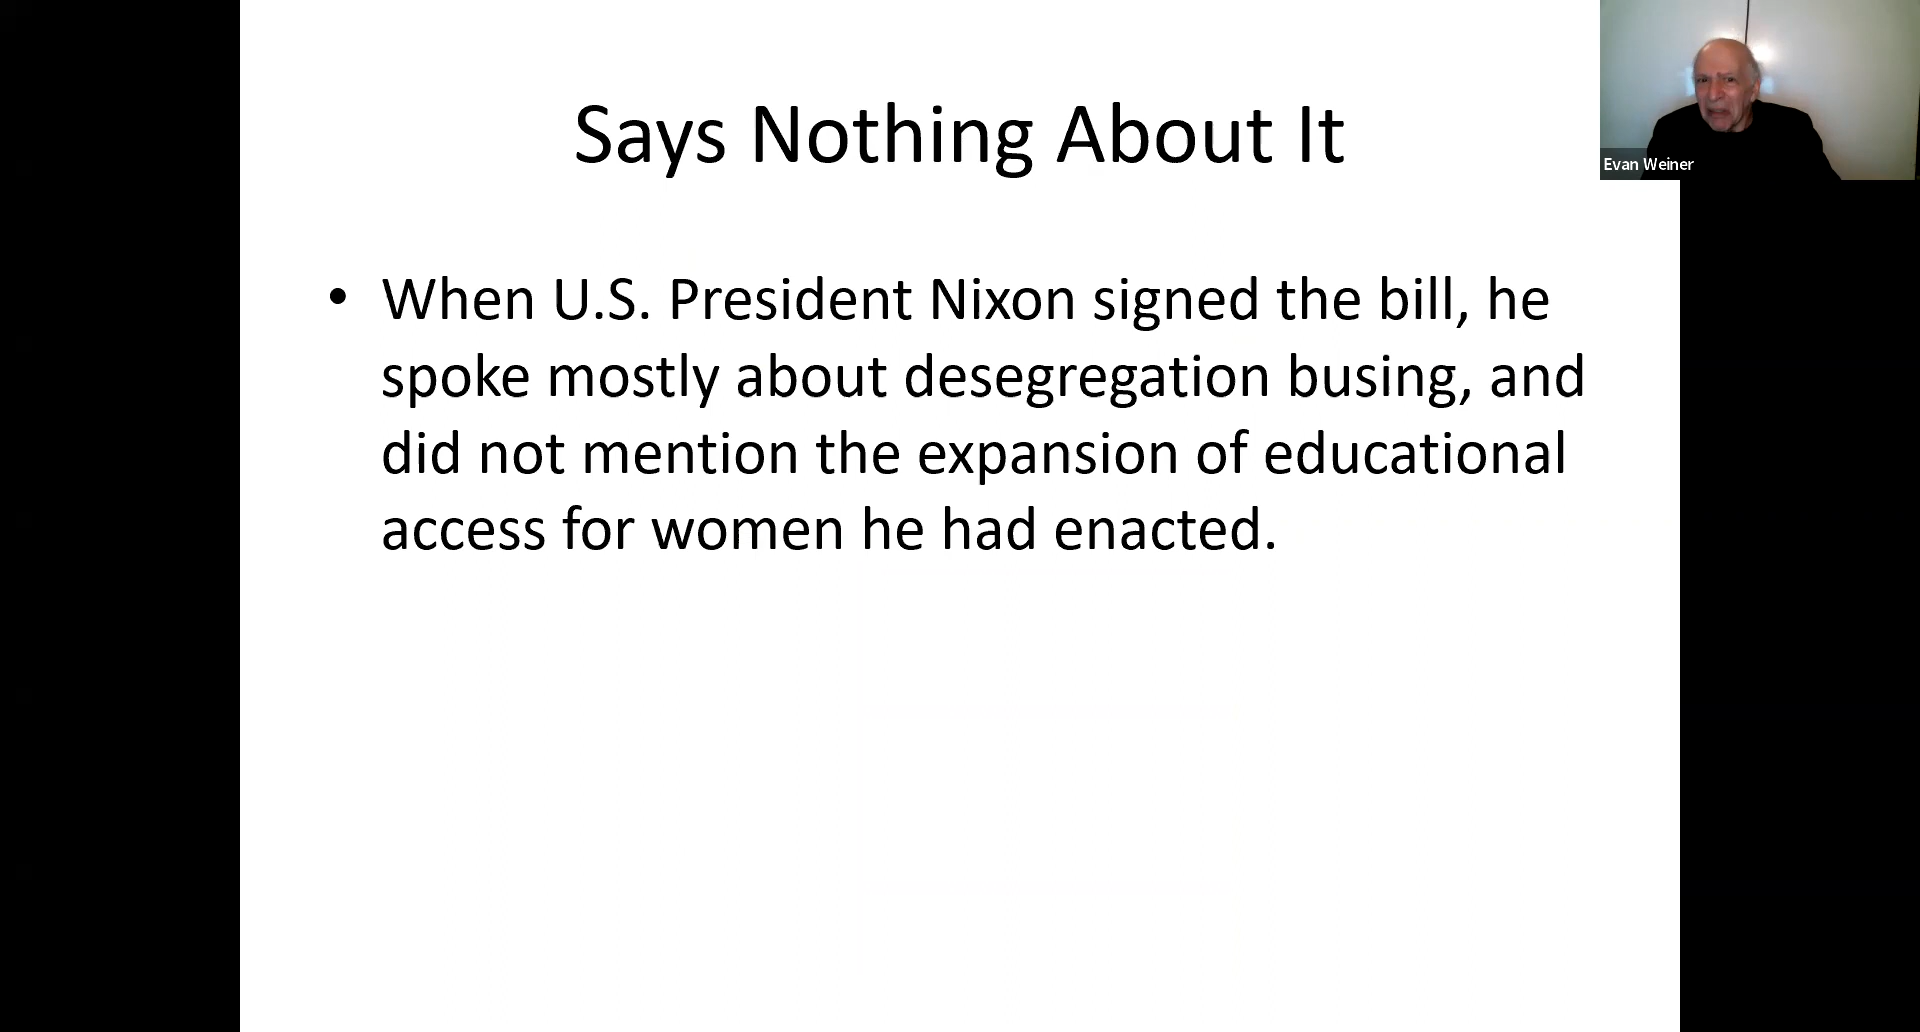 Says Nothing About It
Evan Weiner
• When U.S. President Nixon signed the bill, he
spoke mostly about desegregation busing, and
did not mention the expansion of educational
access for women he had enacted.